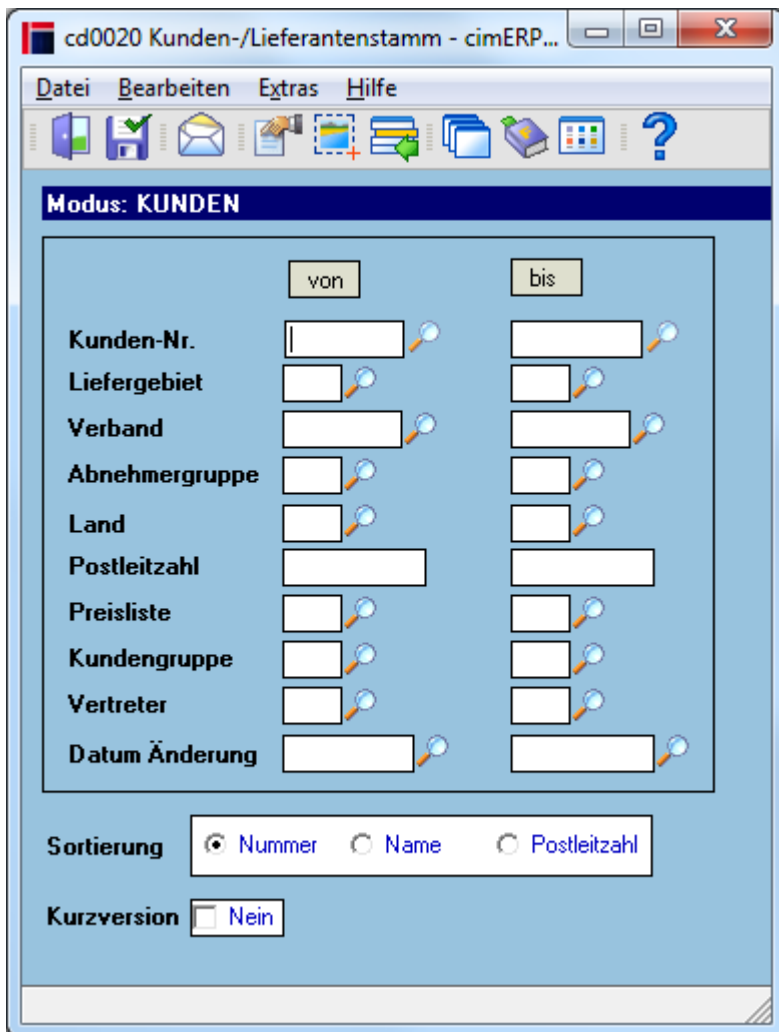 cd0020 Kunden-/Lieferantenstamm - cimERP...
Datei Bearbeiten Extras Hilfe
Modus: KUNDEN
von bis
Kunden-Nr.
Liefergebiet
Verband
Abnehmergruppe
Land
Postleitzahl
Preisliste
Kundengruppe
Vertreter
Datum Änderung
Sortierung Nummer Name Postleitzahl
Kurzversion Nein